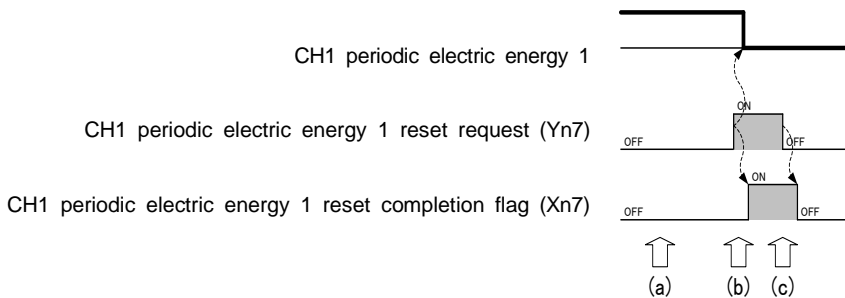 CH1 periodic electric energy 1
ON
CH1 periodic electric energy 1 reset request (Yn7)
OFF
OFF
ON
CH1 periodic electric energy 1 reset completion flag (Xn7)
OFF
OFF
(a) (b) (c)